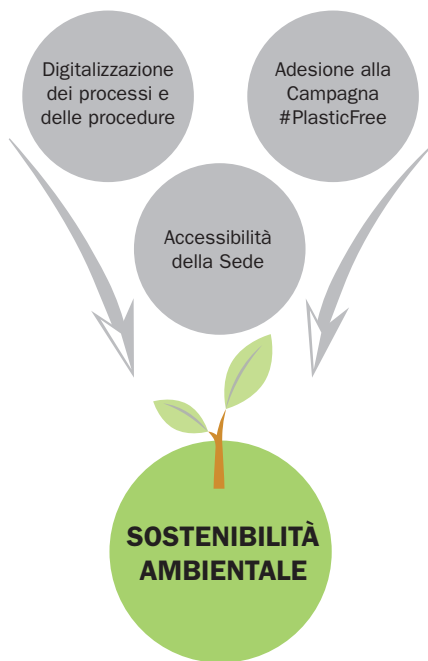 Digitalizzazione
dei processi e
delle procedure
Adesione alla
Campagna
#PlasticFree
Accessibilità
della Sede
SOSTENIBILITÀ
AMBIENTALE